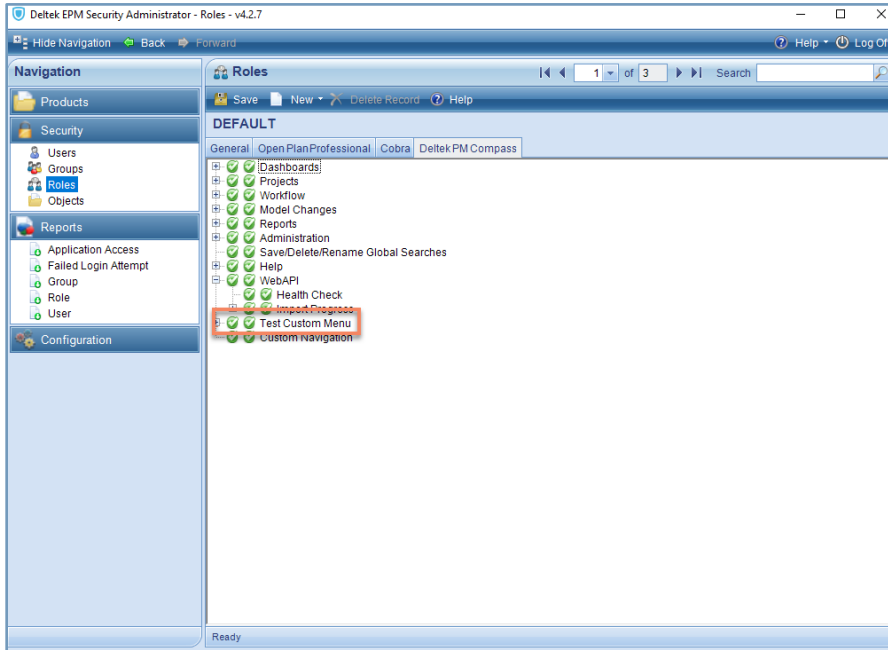 Deltek EPM Security Administrator - Roles - v4.2.7
Hide Navigation Back Forward Help Log Of
Navigation
Products
Security
Users
Groups
Roles
Objects
Reports
Application Access
Failed Login Attempt
Group
Role
User
Configuration
Roles 1 of 3 Search
Save New Delete Record Help
DEFAULT
General Open Plan Professional Cobra Deltek PM Compass
Dashboards
Projects
Workflow
Model Changes
Reports
Administration
Save/Delete/Rename Global Searches
Help
WebAPI
Health Check
Import Progress
Test Custom Menu
Custom Navigation
Ready